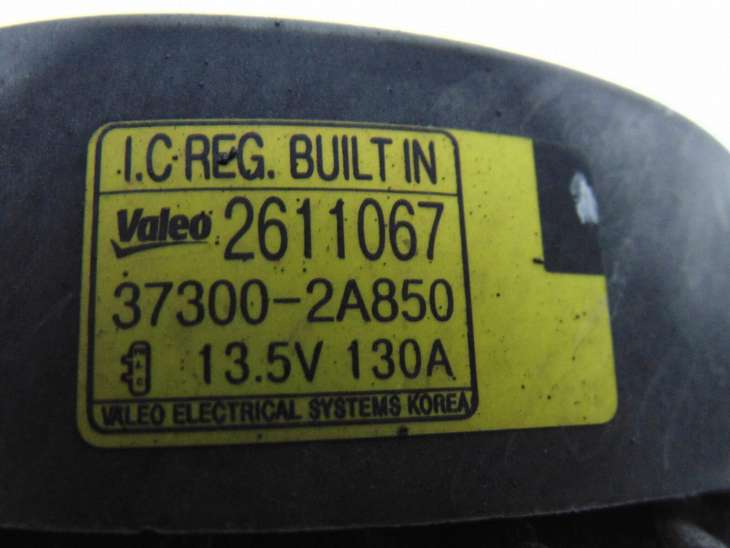 I.C REG. BUILT IN
Valeo 2611067
37300-2A850
13.5V 130A
VALEO ELECTRICAL SYSTEMS KOREA